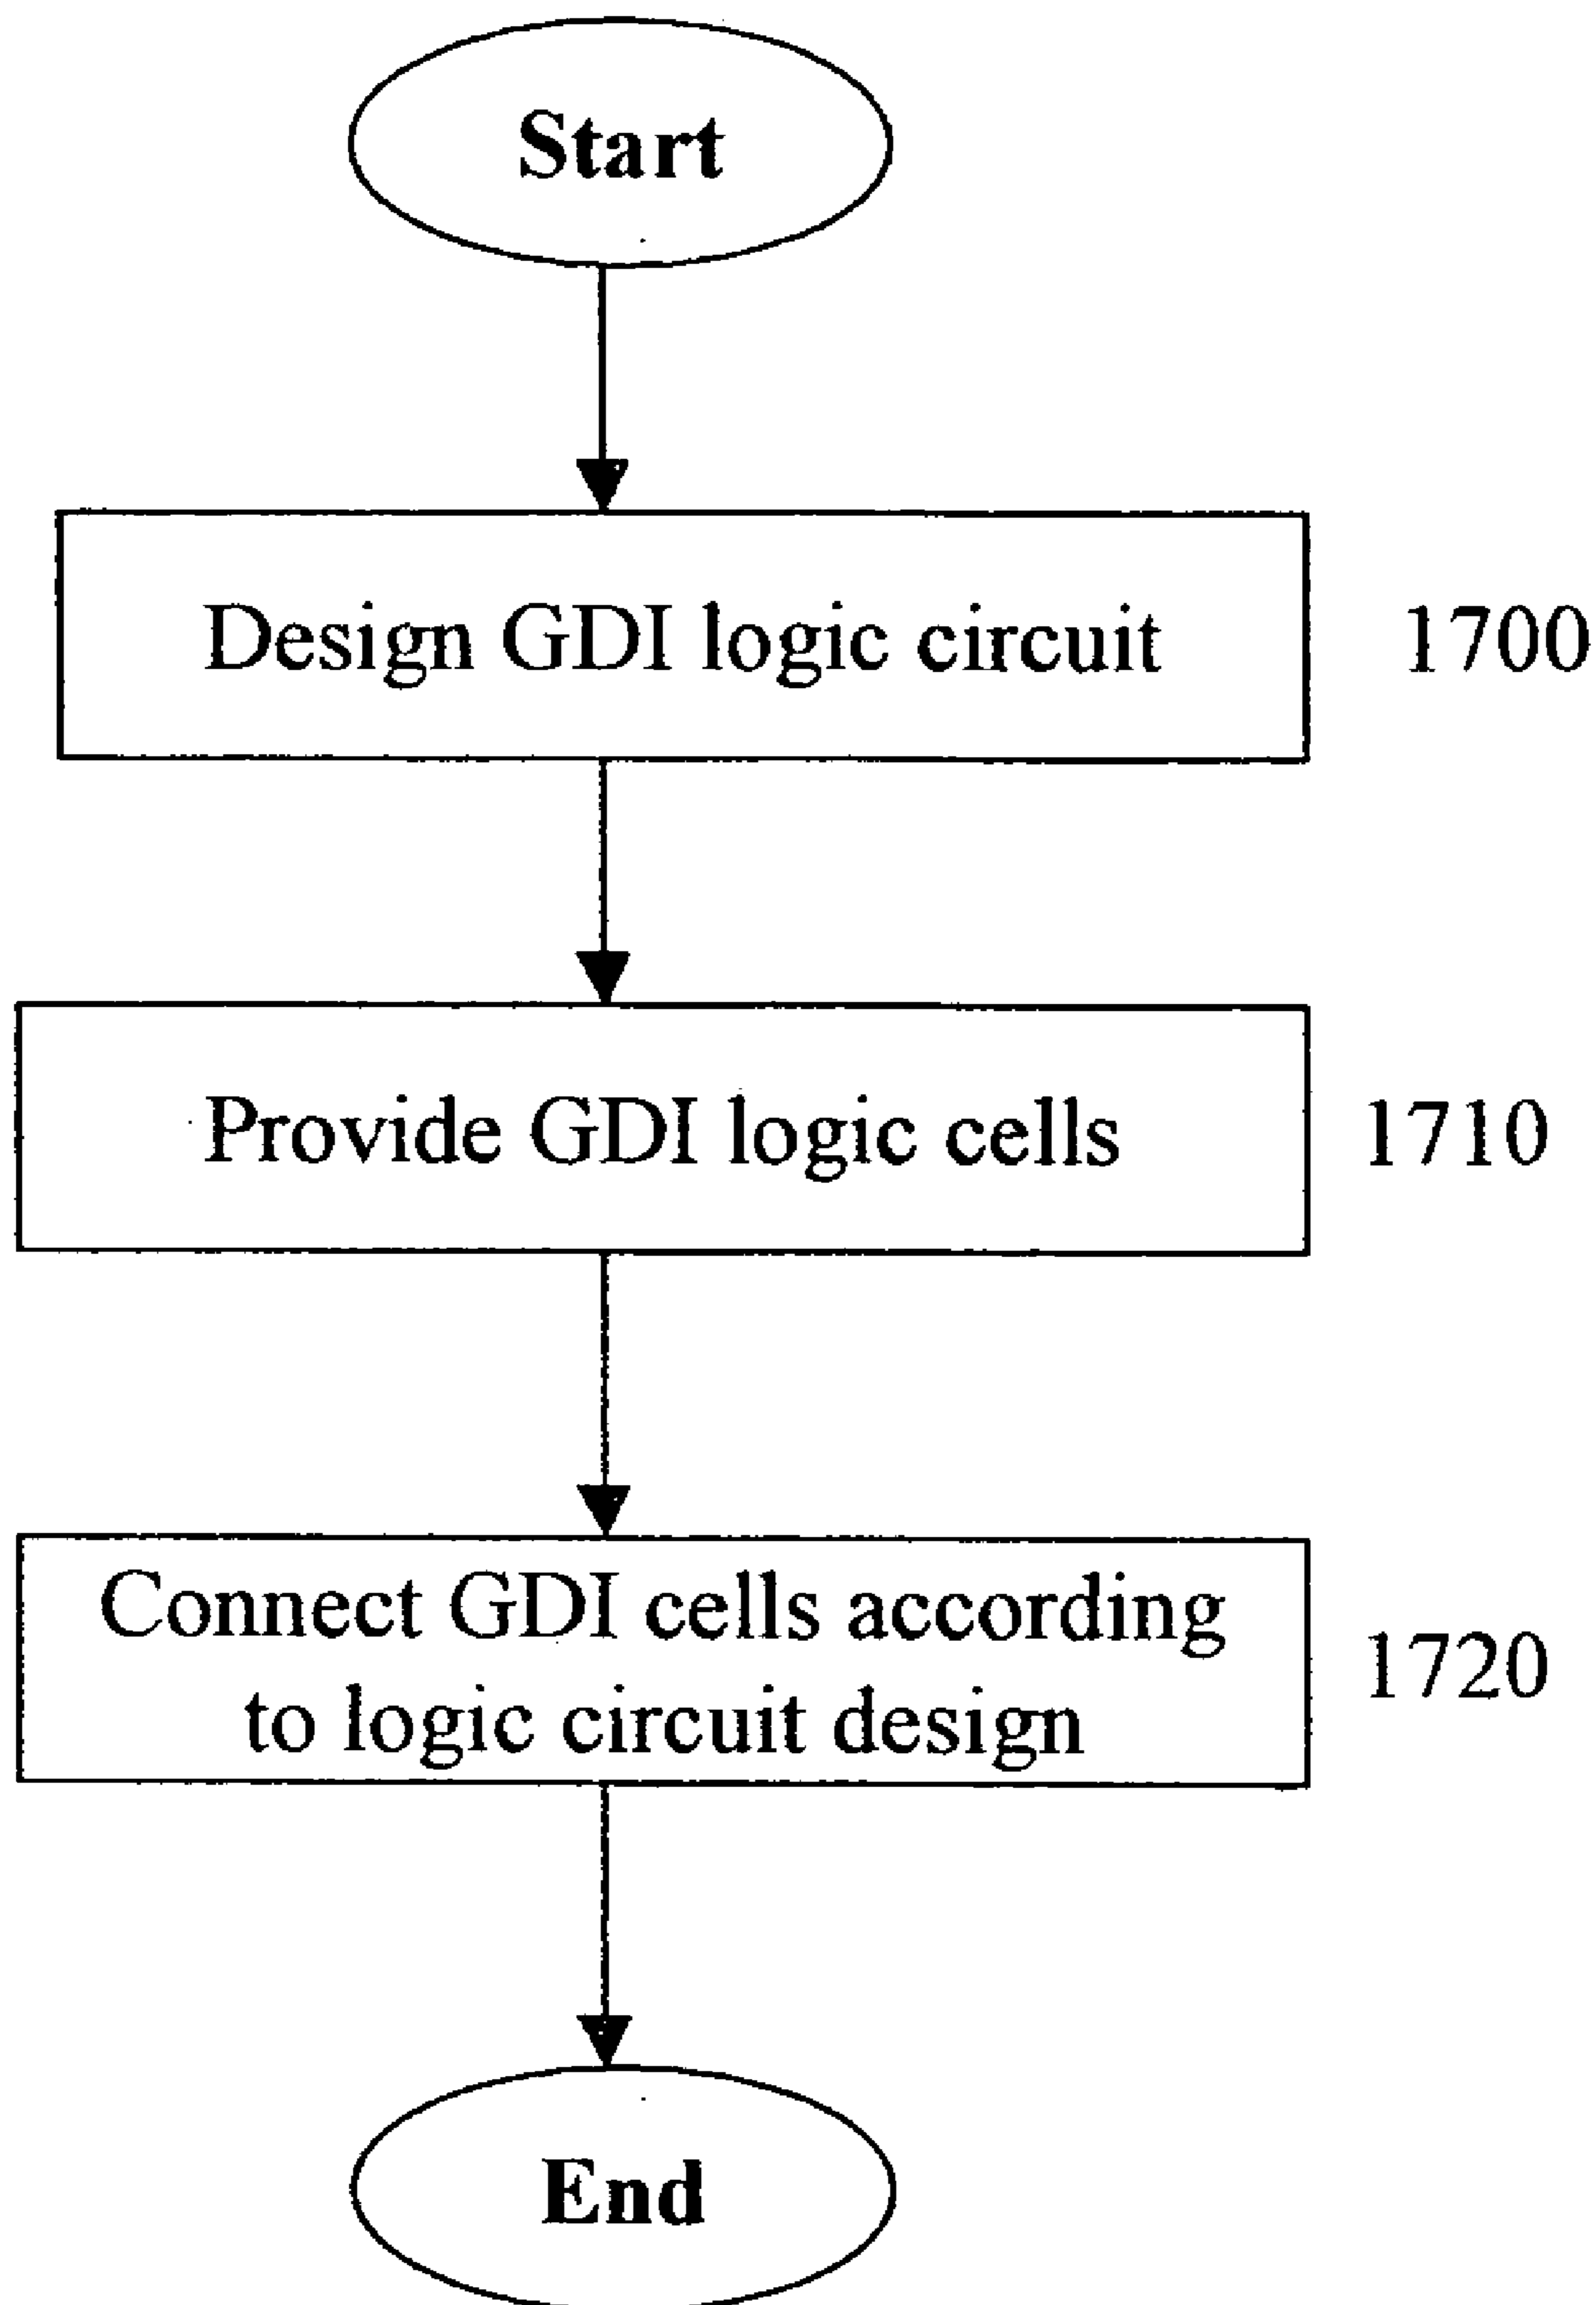 Start
Design GDI logic circuit
1700
Provide GDI logic cells
1710
Connect GDI cells according
to logic circuit design
1720
End